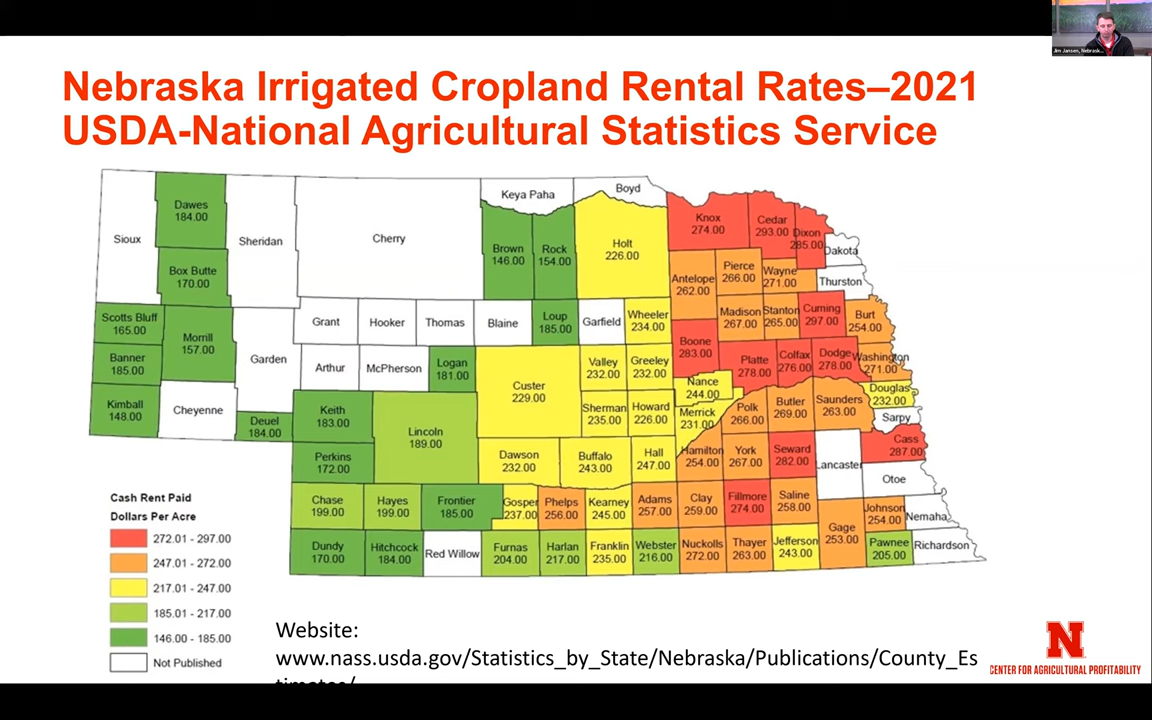 Jim Jansen, Nebrask...
Nebraska Irrigated Cropland Rental Rates–2021
USDA-National Agricultural Statistics Service
Sioux
Dawes
184.00
Sheridan
Cherry
Keya Paha
Boyd
Box Butte
170.00
Brown
146.00
Rock
154.00
Holt
226.00
Knox
274.00
Cedar
293.00
Dixon
285.00
Dakota
Antelope
262.00
Pierce
266.00
Wayne
271.00
Thurston
Scotts Bluff
165.00
Morrill
157.00
Garden
Grant
Hooker
Thomas
Blaine
Loup
185.00
Garfield
Wheeler
234.00
Madison
267.00
Stanton
265.00
Cuming
297.00
Burt
254.00
Banner
185.00
Arthur
McPherson
Logan
181.00
Custer
229.00
Valley
232.00
Greeley
232.00
Boone
283.00
Platte
278.00
Colfax
276.00
Dodge
278.00
Washington
271.00
Kimball
148.00
Cheyenne
Deuel
184.00
Keith
183.00
Lincoln
189.00
Sherman
235.00
Howard
226.00
Nance
244.00
Merrick
231.00
Polk
266.00
Butler
269.00
Saunders
263.00
Douglas
232.00
Sarpy
Perkins
172.00
Dawson
232.00
Buffalo
243.00
Hall
247.00
Hamilton
254.00
York
267.00
Seward
282.00
Lancaster
Cass
287.00
Otoe
Chase
199.00
Hayes
199.00
Frontier
185.00
Gosper
237.00
Phelps
256.00
Kearney
245.00
Adams
257.00
Clay
259.00
Fillmore
274.00
Saline
258.00
Gage
253.00
Johnson
254.00
Nemaha
Dundy
170.00
Hitchcock
184.00
Red Willow
Furnas
204.00
Harlan
217.00
Franklin
235.00
Webster
216.00
Nuckolls
272.00
Thayer
263.00
Jefferson
243.00
Pawnee
205.00
Richardson
Cash Rent Paid
Dollars Per Acre
272.01 - 297.00
247.01 - 272.00
217.01 - 247.00
185.01 - 217.00
146.00 - 185.00
Not Published
Website:
www.nass.usda.gov/Statistics_by_State/Nebraska/Publications/County_Es
timates/
N
CENTER FOR AGRICULTURAL PROFITABILITY